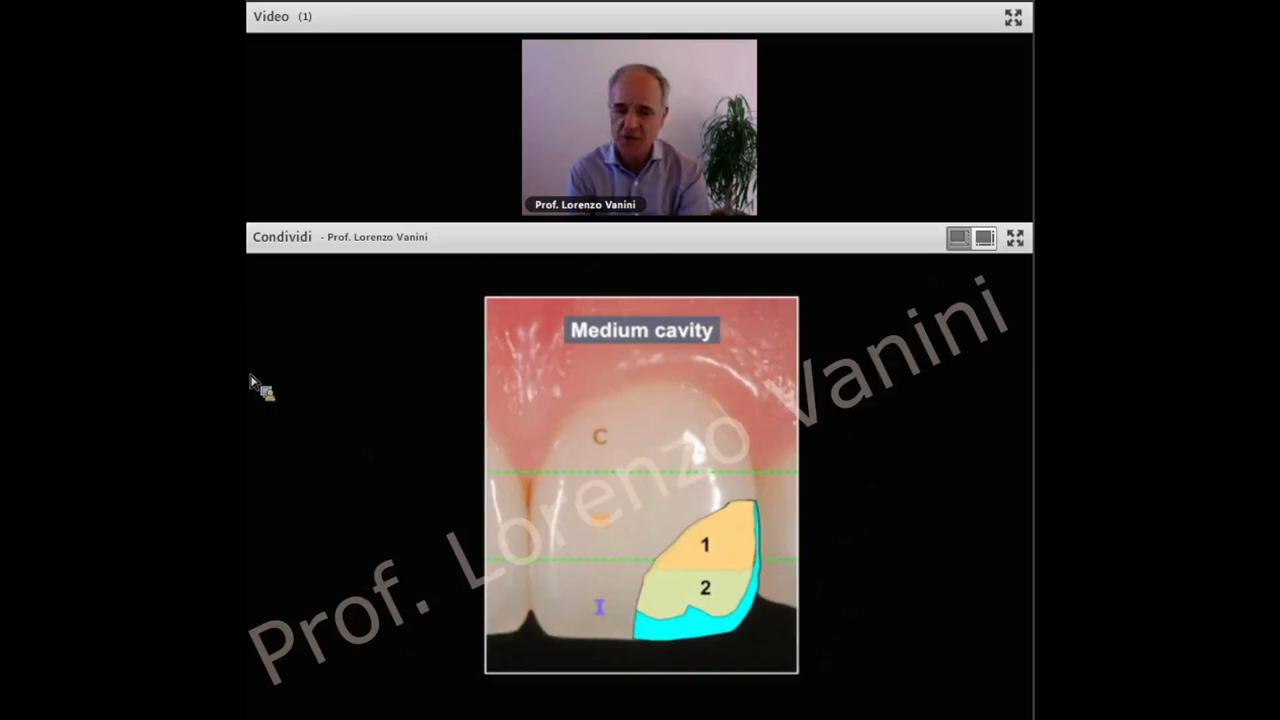 Video (1)
Prof. Lorenzo Vanini
Condividi - Prof. Lorenzo Vanini
Medium cavity
C
M
1
2
I
Prof. Lorenzo Vanini